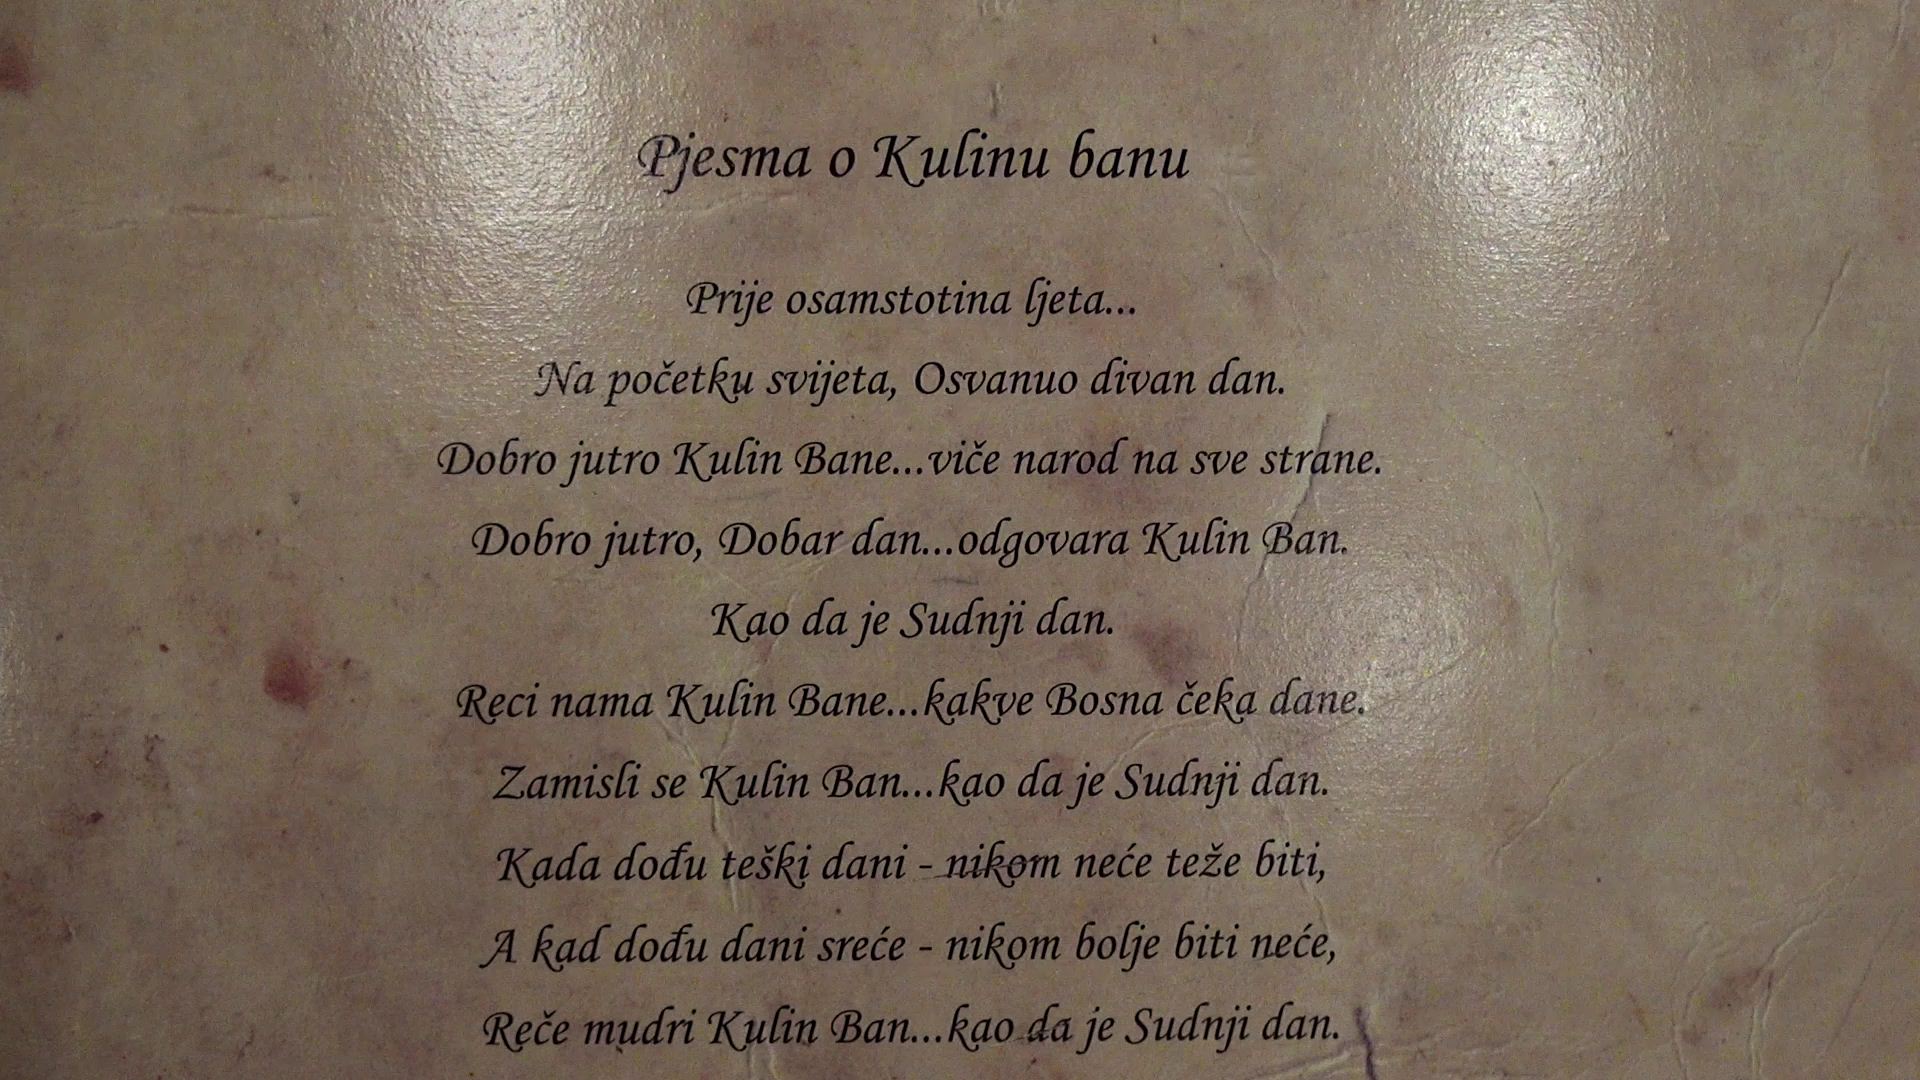 Pjesma o Kulinu banu
Prije osamstotina ljeta...
Na početku svijeta, Osvanuo divan dan.
Dobro jutro Kulin Bane...viče narod na sve strane.
Dobro jutro, Dobar dan...odgovara Kulin Ban.
Kao da je Sudnji dan.
Reci nama Kulin Bane...kakve Bosna čeka dane.
Zamisli se Kulin Ban...kao da je Sudnji dan.
Kada dođu teški dani - nikom neće teže biti,
A kad dođu dani sreće - nikom bolje biti neće,
Reče mudri Kulin Ban...kao da je Sudnji dan.